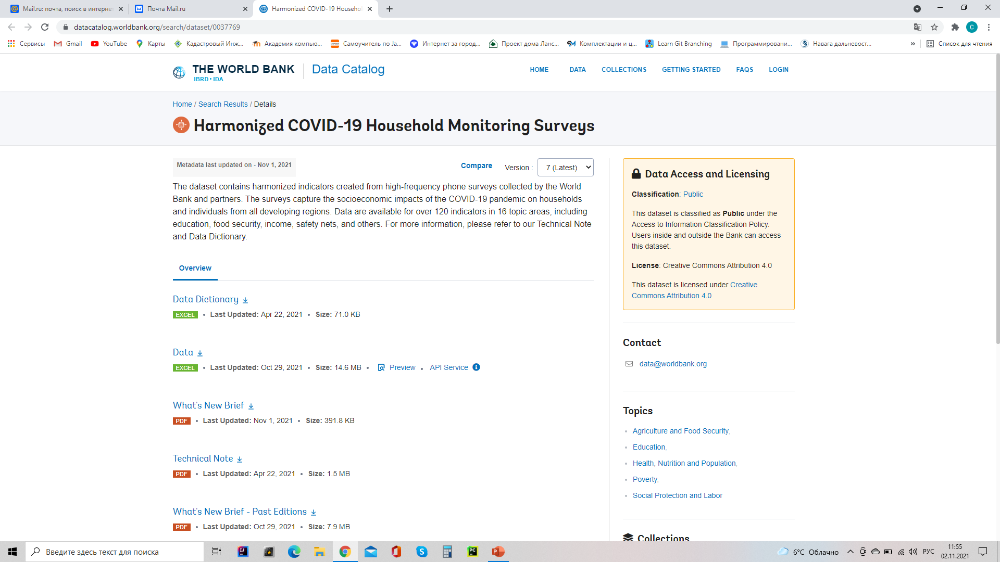 Mail.ru: почта, поиск в интернет
Почта Mail.ru
Harmonized COVID-19 Househo
datacatalog.worldbank.org/search/dataset/0037769
C
Сервисы
Gmail
YouTube
Карты
Кадастровый Инж...
Академия компью...
Самоучитель по Ja...
Интернет за город...
Проект дома Ланс...
Комплектации и ц...
Learn Git Branching
Программировани...
Навага дальневост...
»
Список для чтения
THE WORLD BANK
IBRD • IDA
Data Catalog
HOME
DATA
COLLECTIONS
GETTING STARTED
FAQS
LOGIN
Home / Search Results / Details
Harmonized COVID-19 Household Monitoring Surveys
Metadata last updated on - Nov 1, 2021
Compare
Version :
7 (Latest)
The dataset contains harmonized indicators created from high-frequency phone surveys collected by the World
Bank and partners. The surveys capture the socioeconomic impacts of the COVID-19 pandemic on households
and individuals from all developing regions. Data are available for over 120 indicators in 16 topic areas, including
education, food security, income, safety nets, and others. For more information, please refer to our Technical Note
and Data Dictionary.
Overview
Data Dictionary
EXCEL • Last Updated: Apr 22, 2021 • Size: 71.0 KB
Data
EXCEL • Last Updated: Oct 29, 2021 • Size: 14.6 MB • Preview • API Service
What's New Brief
PDF • Last Updated: Nov 1, 2021 • Size: 391.8 KB
Technical Note
PDF • Last Updated: Apr 22, 2021 • Size: 1.5 MB
What's New Brief - Past Editions
PDF • Last Updated: Oct 29, 2021 • Size: 7.9 MB
Data Access and Licensing
Classification: Public
This dataset is classified as Public under the
Access to Information Classification Policy.
Users inside and outside the Bank can access
this dataset.
License: Creative Commons Attribution 4.0
This dataset is licensed under Creative
Commons Attribution 4.0
Contact
data@worldbank.org
Topics
• Agriculture and Food Security,
• Education,
• Health, Nutrition and Population,
• Poverty,
• Social Protection and Labor
Collections
Введите здесь текст для поиска
IJ
PC
P
6°C Облачно
РУС
11:55
02.11.2021